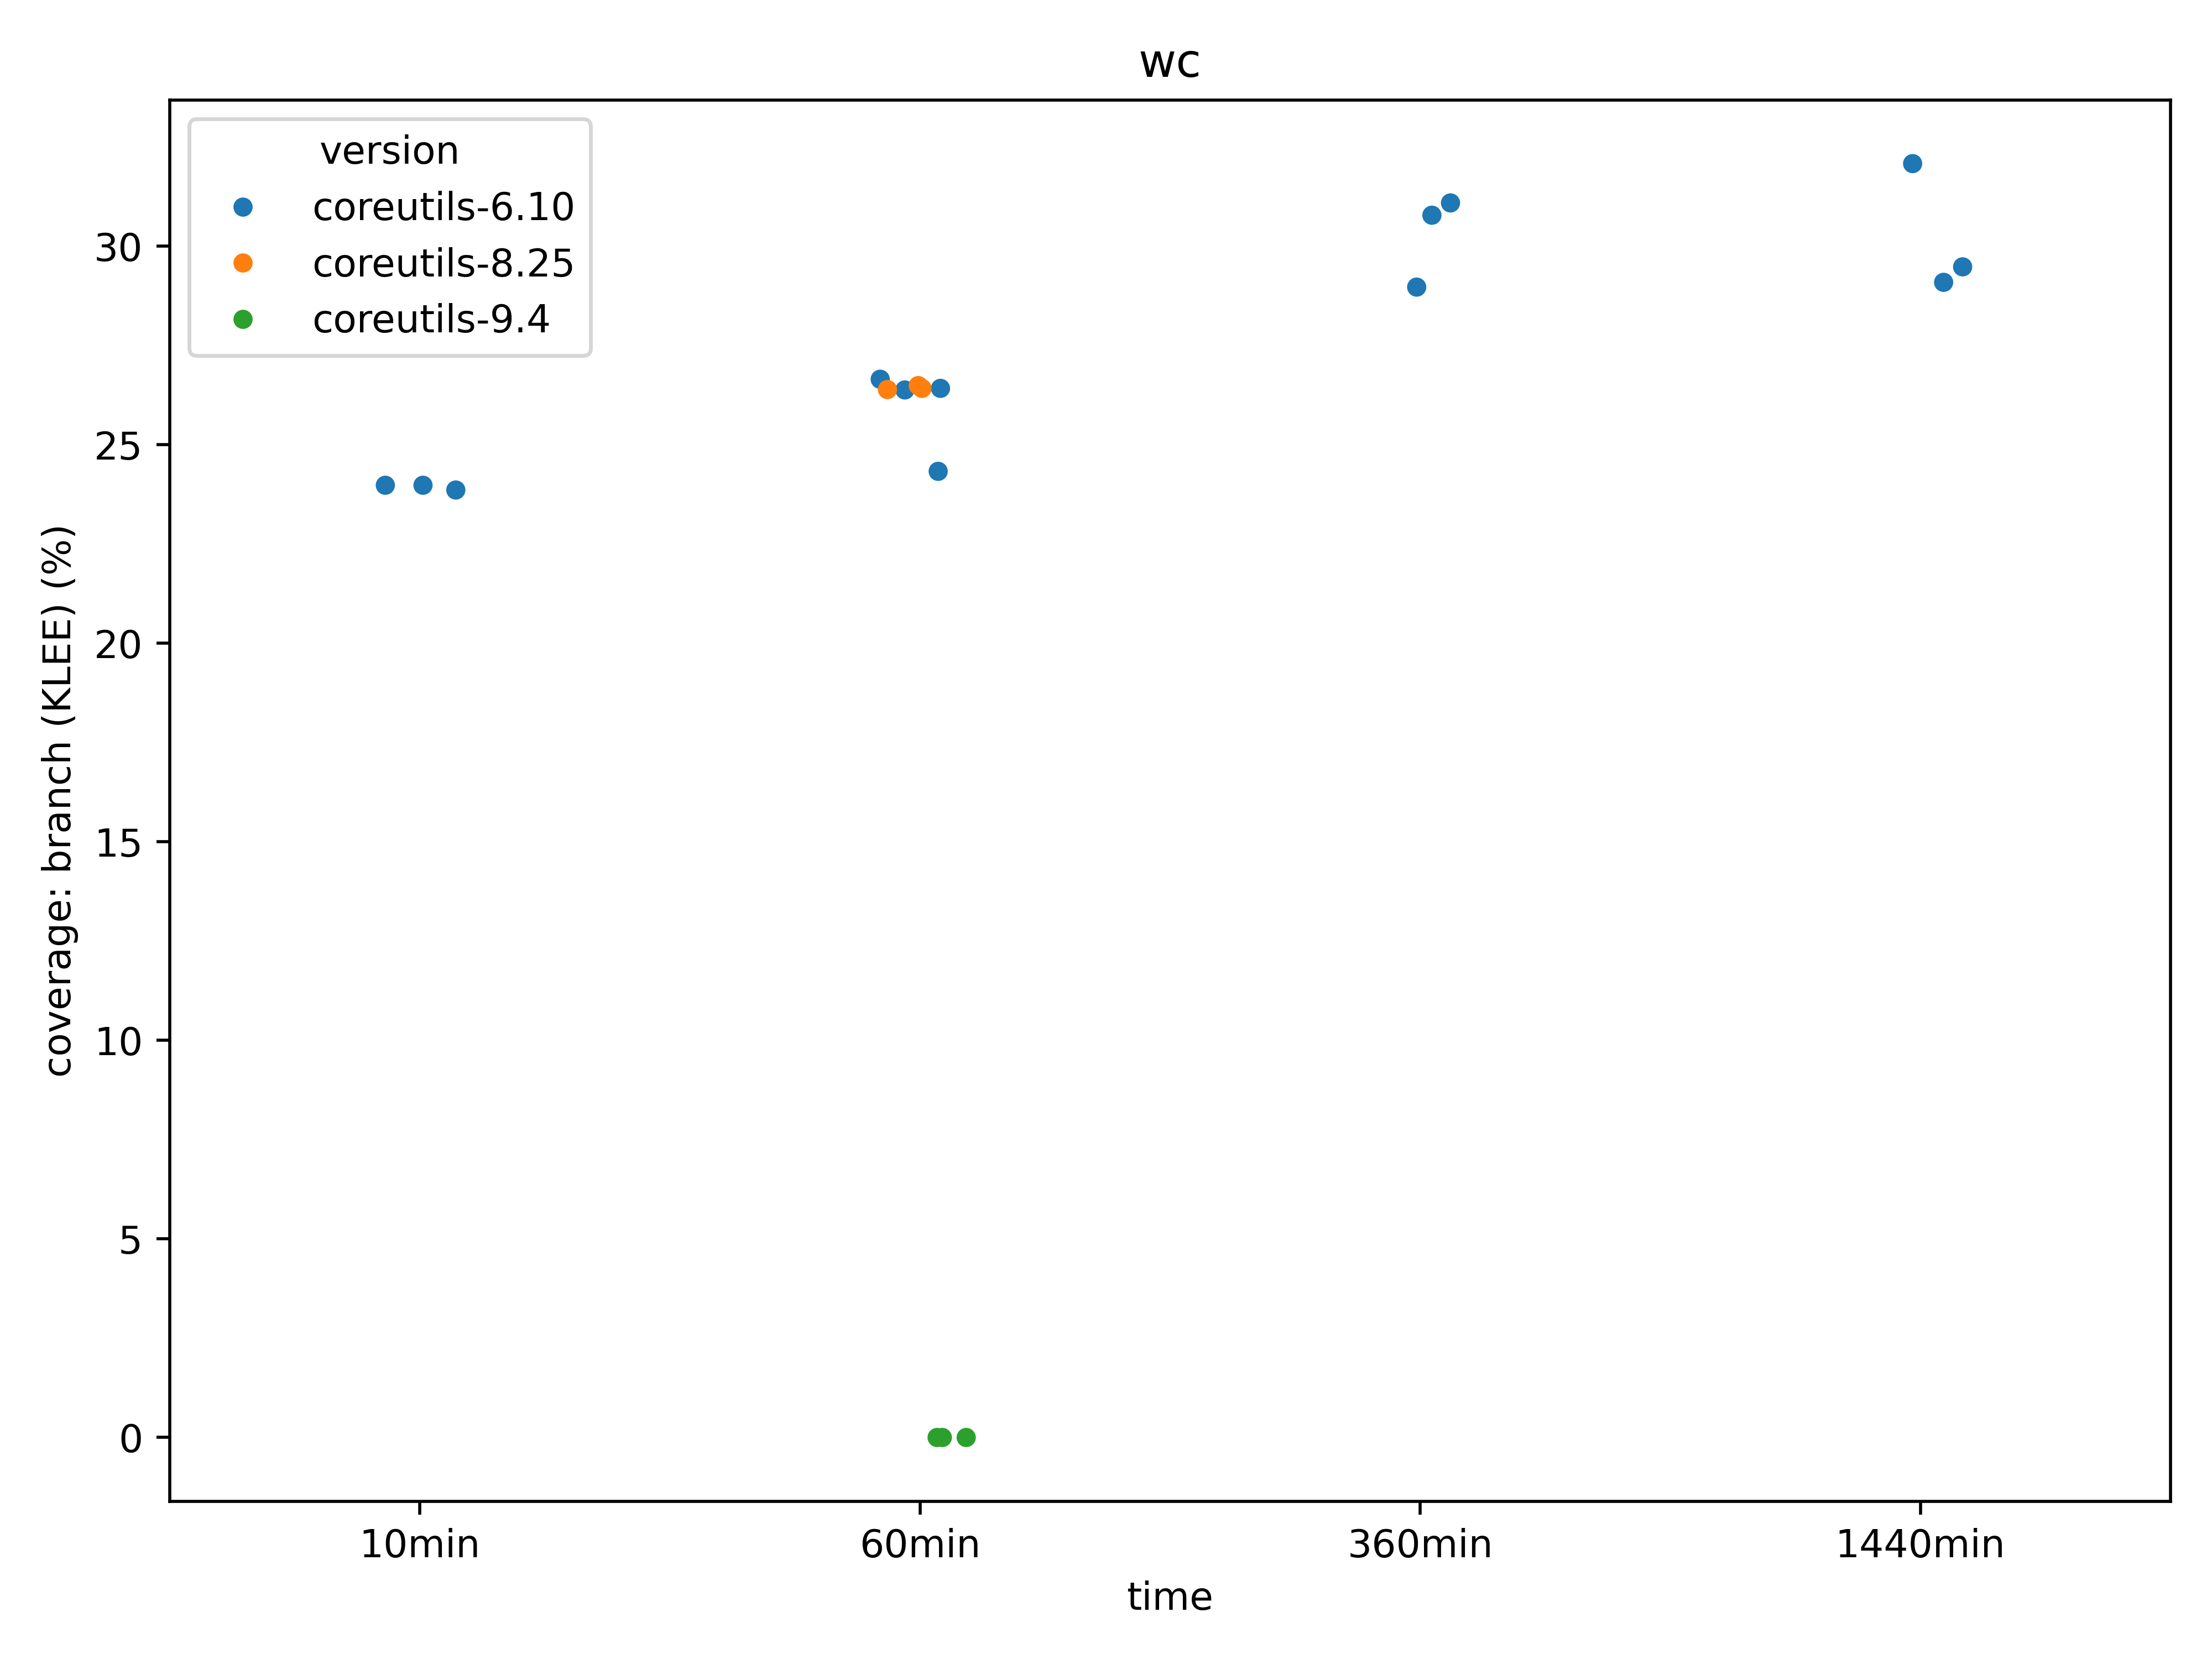 wc
version
coreutils-6.10
coreutils-8.25
coreutils-9.4
coverage: branch (KLEE) (%)
30
25
20
15
10
5
0
10min
60min
360min
1440min
time